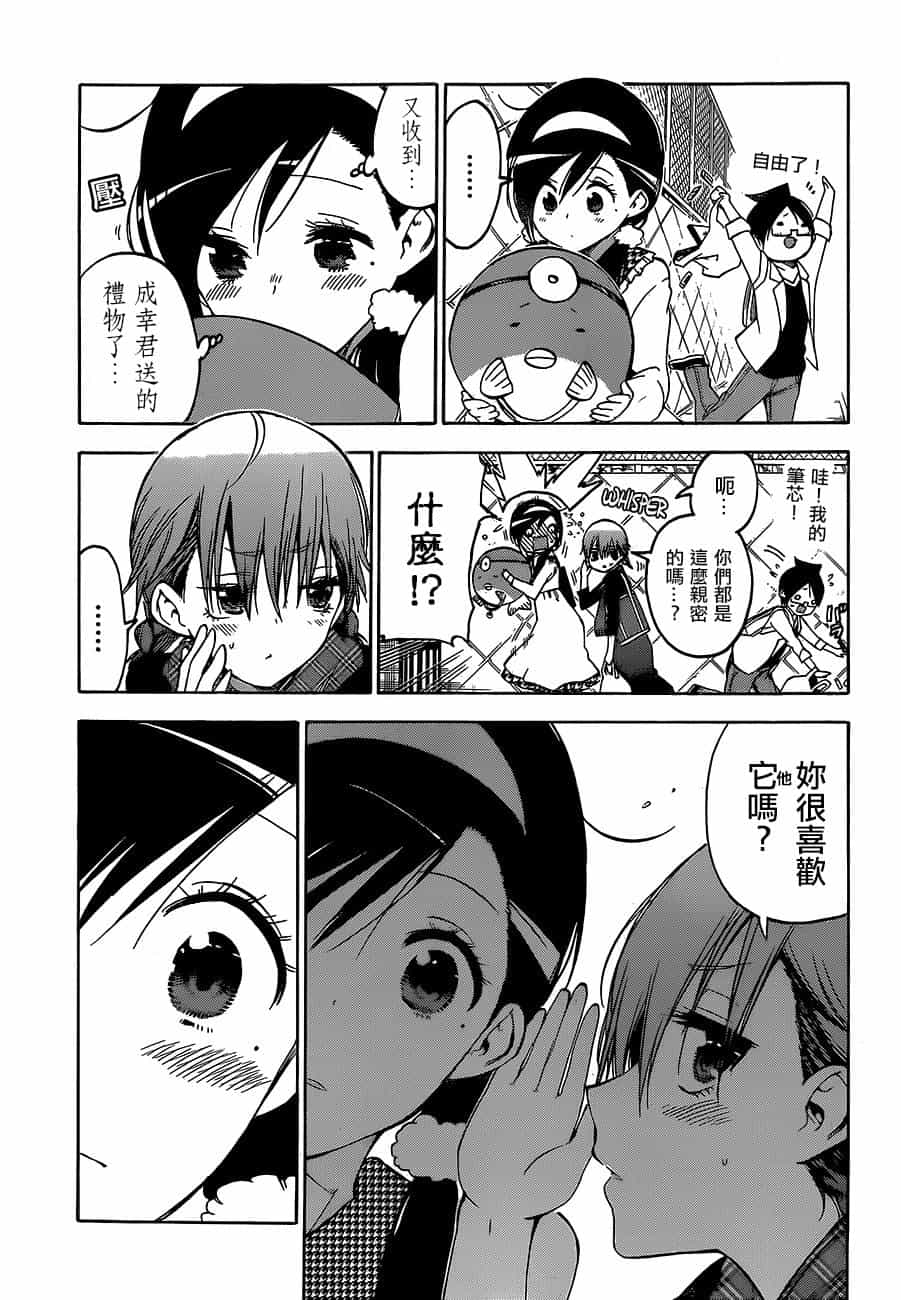 自由了！
……
又收到…
壓
成幸君送的
禮物了…
哇！我的
筆芯！
呃…
你們都是
這麼親密
的嗎…？
WHISPER
什麼！？
……
妳很喜歡
它嗎？
他